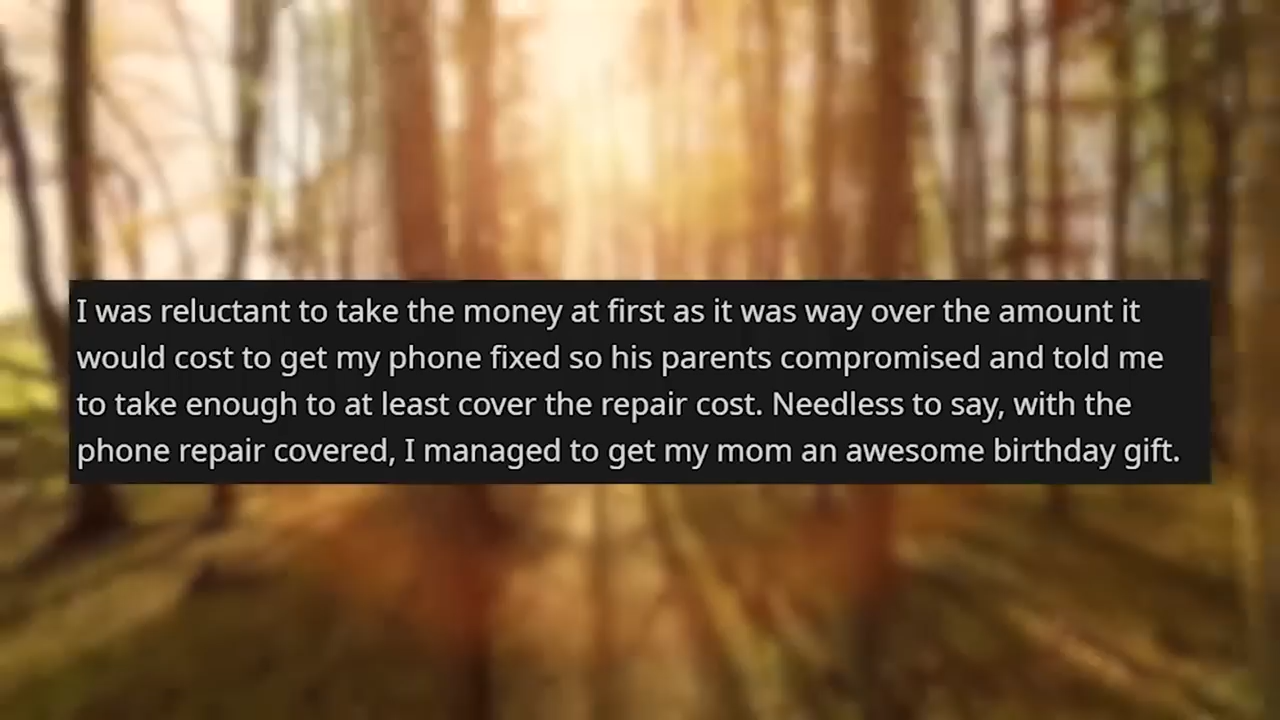 I was reluctant to take the money at first as it was way over the amount it
would cost to get my phone fixed so his parents compromised and told me
to take enough to at least cover the repair cost. Needless to say, with the
phone repair covered, I managed to get my mom an awesome birthday gift.